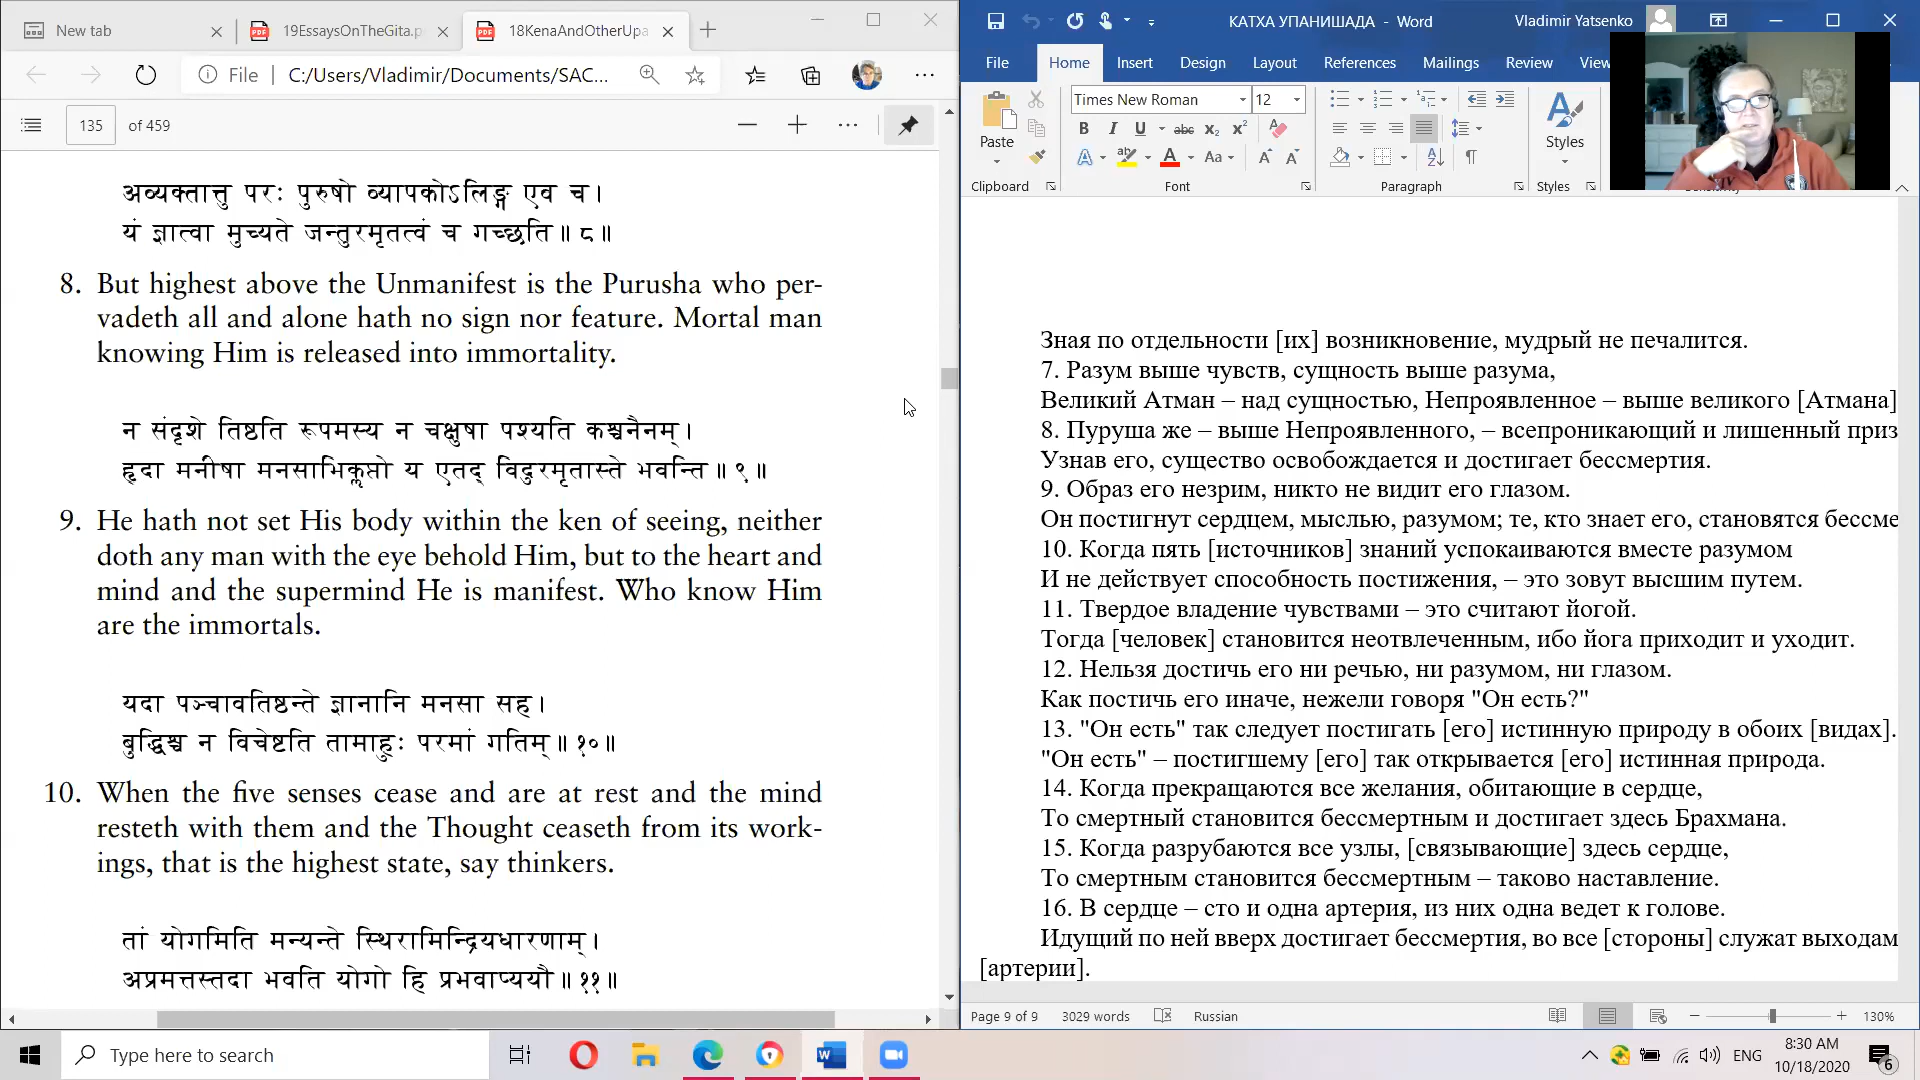 New tab
19EssaysOnTheGita.p
18KenaAndOtherUpa
File C:/Users/Vladimir/Documents/SAC...
135 of 459
अव्यक्तात्तु परः पुरुषो व्यापकोऽलिङ्ग एव च।
यं ज्ञात्वा मुच्यते जन्तुरमृतत्वं च गच्छति॥ ८॥
8. But highest above the Unmanifest is the Purusha who per-
vadeth all and alone hath no sign nor feature. Mortal man
knowing Him is released into immortality.
न संदृशे तिष्ठति रूपमस्य न चक्षुषा पश्यति कश्चनैनम्।
हृदा मनीषा मनसाभिक्लृप्तो य एतद् विदुरमृतास्ते भवन्ति॥ ९॥
9. He hath not set His body within the ken of seeing, neither
doth any man with the eye behold Him, but to the heart and
mind and the supermind He is manifest. Who know Him
are the immortals.
यदा पञ्चावतिष्ठन्ते ज्ञानानि मनसा सह।
बुद्धिश्च न विचेष्टति तामाहुः परमां गतिम्॥ १०॥
10. When the five senses cease and are at rest and the mind
resteth with them and the Thought ceaseth from its work-
ings, that is the highest state, say thinkers.
तां योगमिति मन्यन्ते स्थिरामिन्द्रियधारणाम्।
अप्रमत्तस्तदा भवति योगो हि प्रभवाप्ययौ॥ ११॥
КАТХА УПАНИШАДА - Word
Vladimir Yatsenko
File Home Insert Design Layout References Mailings Review View
Times New Roman 12
Paste
Styles
Clipboard Font Paragraph Styles
Зная по отдельности [их] возникновение, мудрый не печалится.
7. Разум выше чувств, сущность выше разума,
Великий Атман – над сущностью, Непроявленное – выше великого [Атмана]
8. Пуруша же – выше Непроявленного, – всепроникающий и лишенный приз
Узнав его, существо освобождается и достигает бессмертия.
9. Образ его незрим, никто не видит его глазом.
Он постигнут сердцем, мыслью, разумом; те, кто знает его, становятся бессме
10. Когда пять [источников] знаний успокаиваются вместе разумом
И не действует способность постижения, – это зовут высшим путем.
11. Твердое владение чувствами – это считают йогой.
Тогда [человек] становится неотвлеченным, ибо йога приходит и уходит.
12. Нельзя достичь его ни речью, ни разумом, ни глазом.
Как постичь его иначе, нежели говоря "Он есть?"
13. "Он есть" так следует постигать [его] истинную природу в обоих [видах].
"Он есть" – постигшему [его] так открывается [его] истинная природа.
14. Когда прекращаются все желания, обитающие в сердце,
То смертный становится бессмертным и достигает здесь Брахмана.
15. Когда разрубаются все узлы, [связывающие] здесь сердце,
То смертным становится бессмертным – таково наставление.
16. В сердце – сто и одна артерия, из них одна ведет к голове.
Идущий по ней вверх достигает бессмертия, во все [стороны] служат выходам
[артерии].
Page 9 of 9 3029 words Russian 130%
Type here to search
ENG
8:30 AM
10/18/2020
6